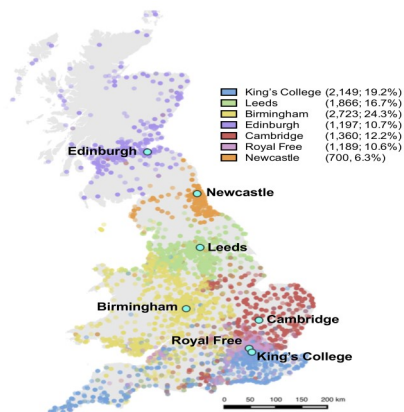 King's College (2,149; 19.2%)
Leeds (1,866; 16.7%)
Birmingham (2,723; 24.3%)
Edinburgh (1,197; 10.7%)
Cambridge (1,360; 12.2%)
Royal Free (1,189; 10.6%)
Newcastle (700, 6.3%)
Edinburgh
Newcastle
Leeds
Birmingham
Cambridge
Royal Free
King's College
0 50 100 150 200 km